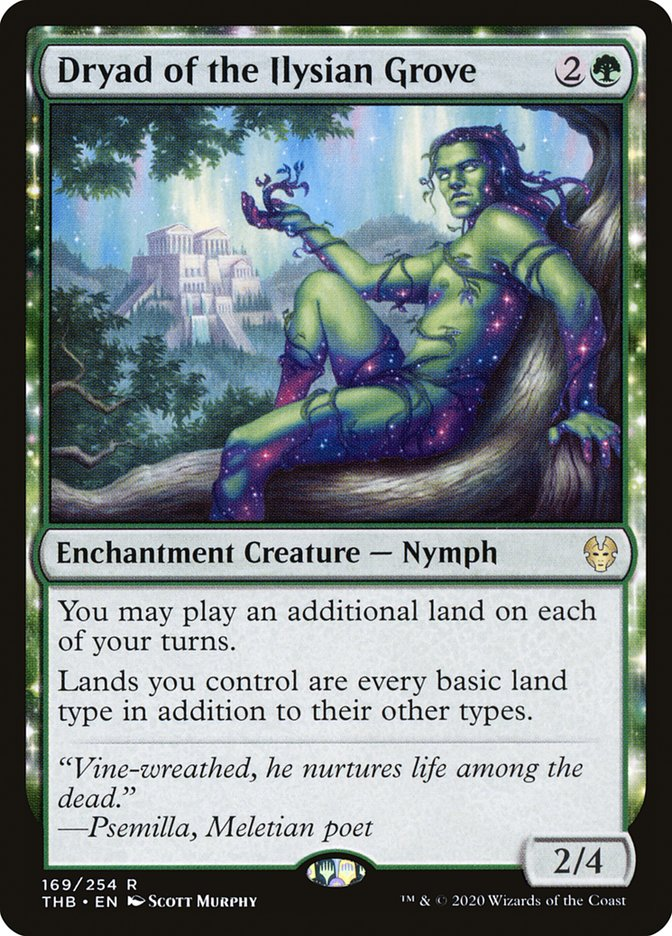 Dryad of the Ilysian Grove 2
Enchantment Creature — Nymph
You may play an additional land on each
of your turns.
Lands you control are every basic land
type in addition to their other types.
“Vine-wreathed, he nurtures life among the
dead.”
—Psemilla, Meletian poet
2/4
169/254 R
THB • EN Scott Murphy
™ & © 2020 Wizards of the Coast